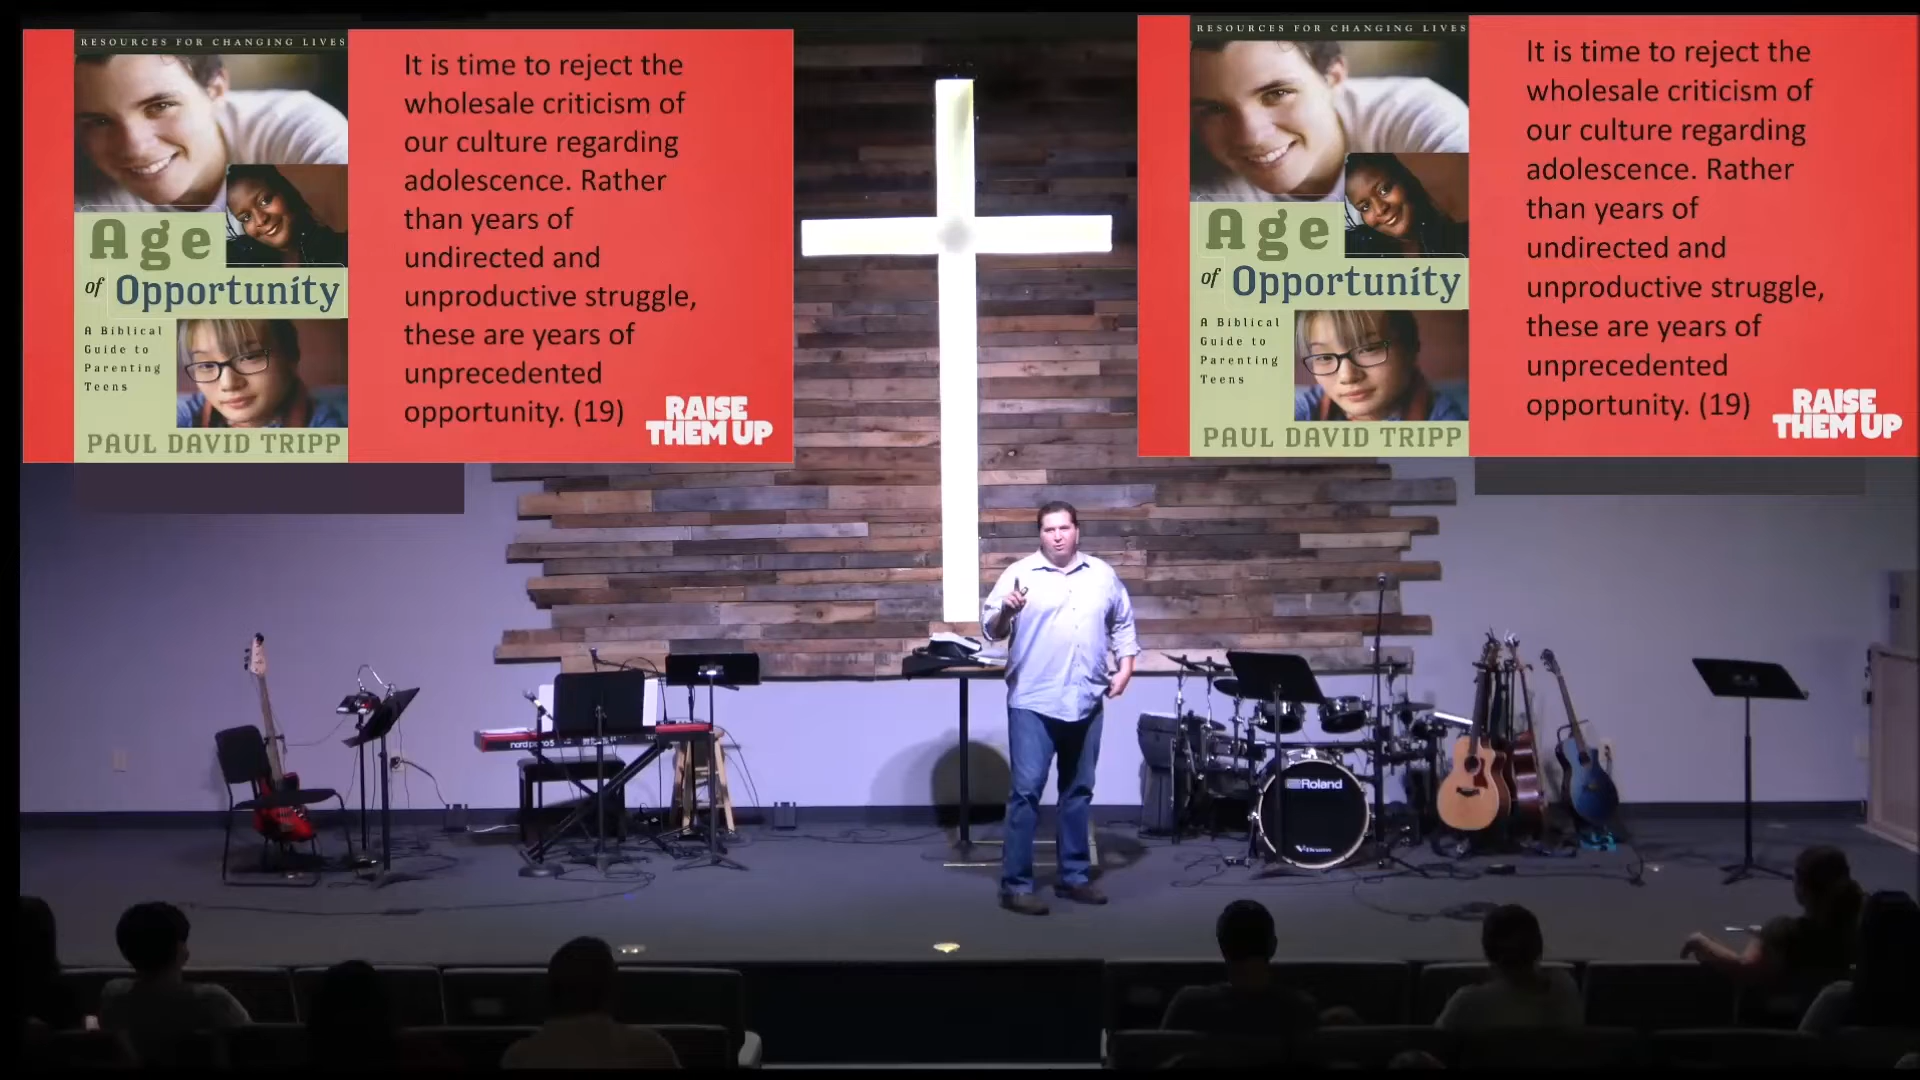 RESOURCES FOR CHANGING LIVES
Age
of Opportunity
A Biblical
Guide to
Parenting
Teens
PAUL DAVID TRIPP
It is time to reject the
wholesale criticism of
our culture regarding
adolescence. Rather
than years of
undirected and
unproductive struggle,
these are years of
unprecedented
opportunity. (19)
RAISE
THEM UP
RESOURCES FOR CHANGING LIVES
Age
of Opportunity
A Biblical
Guide to
Parenting
Teens
PAUL DAVID TRIPP
It is time to reject the
wholesale criticism of
our culture regarding
adolescence. Rather
than years of
undirected and
unproductive struggle,
these are years of
unprecedented
opportunity. (19)
RAISE
THEM UP
nord piano 5
Roland
V-Drums